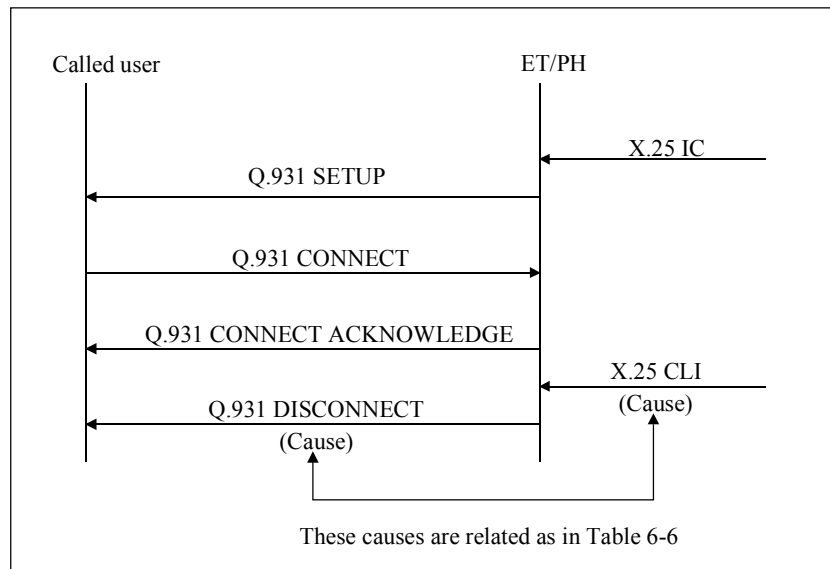 Called user
ET/PH
X.25 IC
Q.931 SETUP
Q.931 CONNECT
Q.931 CONNECT ACKNOWLEDGE
X.25 CLI
(Cause)
Q.931 DISCONNECT
(Cause)
These causes are related as in Table 6-6